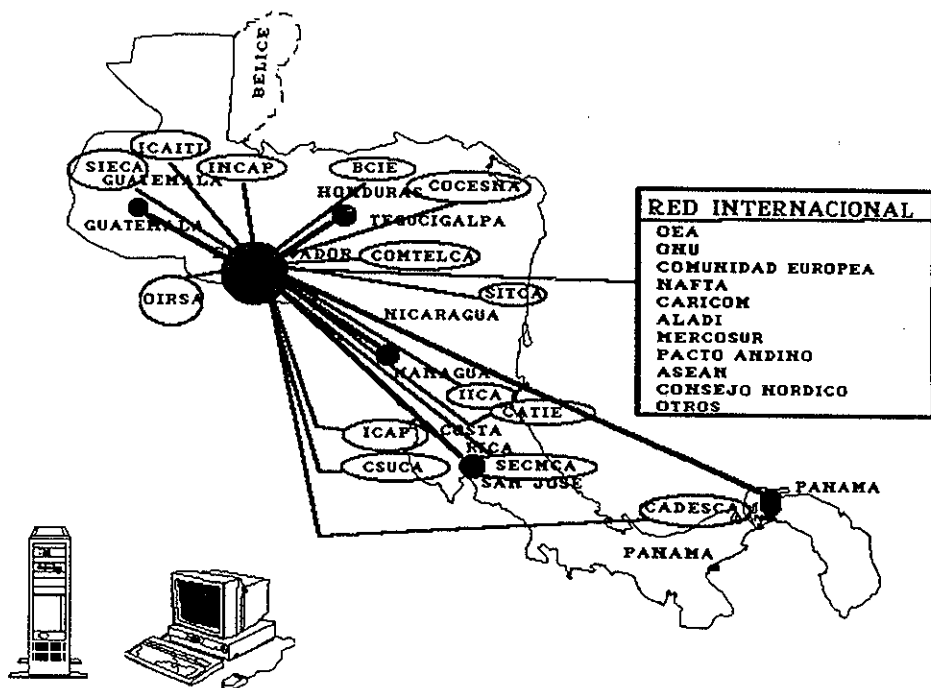 BELICE
ICAITI
SIECA
INCAP
BCIE
GUATEMALA
HONDURAS
COCESNA
GUATEMALA
TEGUCIGALPA
ADOR
COMTELCA
OIRSA
SITCA
NICARAGUA
MANAGUA
IICA
CATIE
ICAP
COSTA
RICA
CSUCA
SECMCA
SAN JOSE
CADESCA
PANAMA
PANAMA
RED INTERNACIONAL
OEA
ONU
COMUNIDAD EUROPEA
NAFTA
CARICOM
ALADI
MERCOSUR
PACTO ANDINO
ASEAN
CONSEJO NORDICO
OTROS